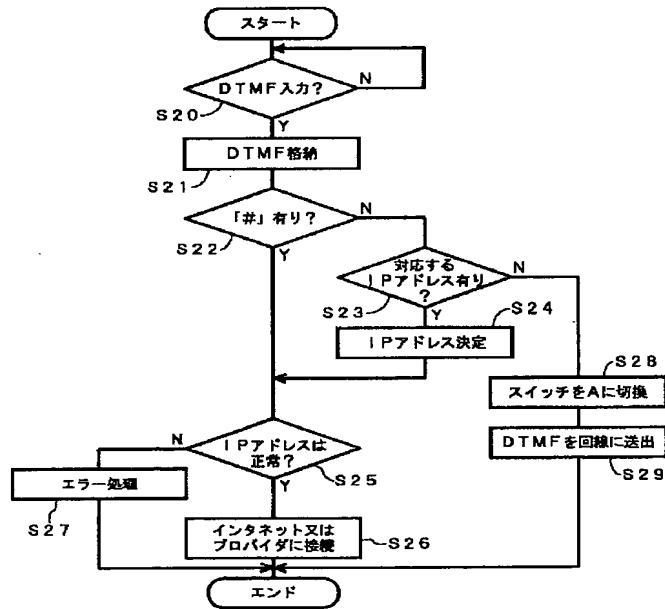 スタート
DTMF入力?
N
S20
Y
DTMF格納
S21
「#」有り?
N
S22
Y
対応する
IPアドレス有り
?
N
S23
Y
S24
IPアドレス決定
S28
スイッチをAに切換
N
IPアドレスは
正常?
S25
Y
DTMFを回線に送出
S29
エラー処理
S27
インタネット又は
プロバイダに接続
S26
エンド